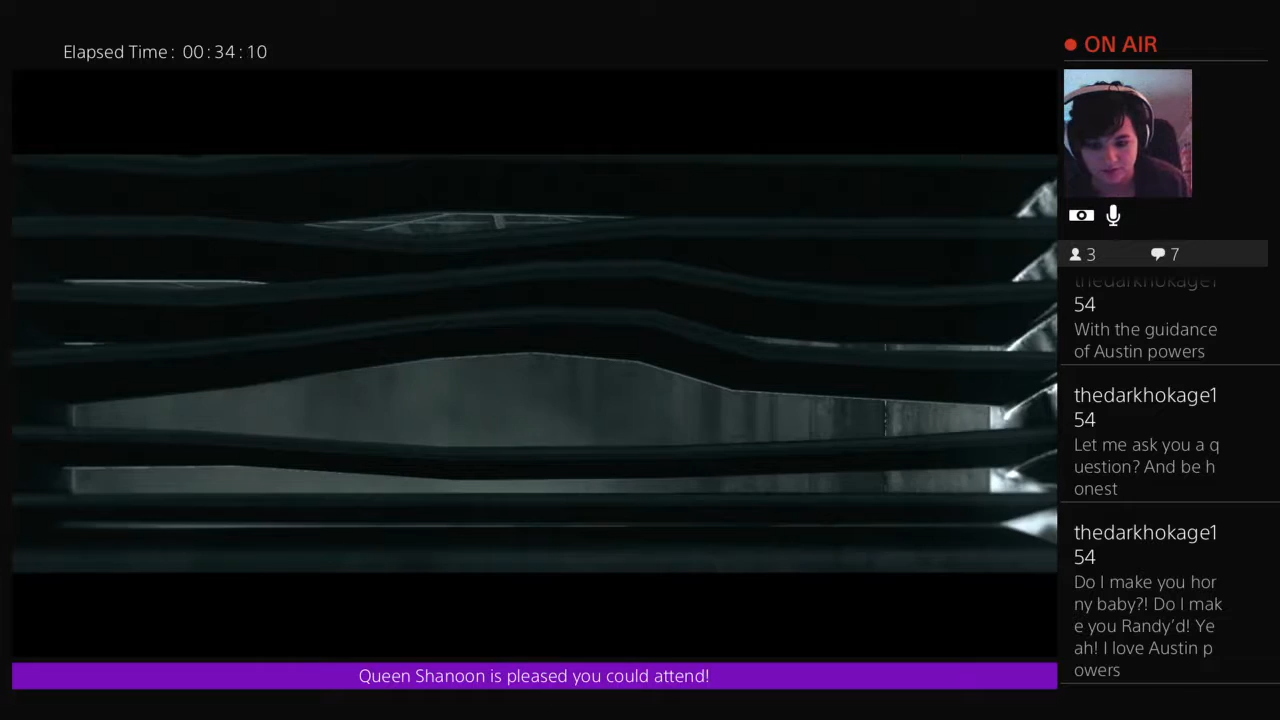 Elapsed Time: 00:34:10
ON AIR
3
7
thedarkhokage1
54
With the guidance
of Austin powers
thedarkhokage1
54
Let me ask you a q
uestion? And be h
onest
thedarkhokage1
54
Do I make you hor
ny baby?! Do I mak
e you Randy'd! Ye
ah! I love Austin p
owers
Queen Shanoon is pleased you could attend!